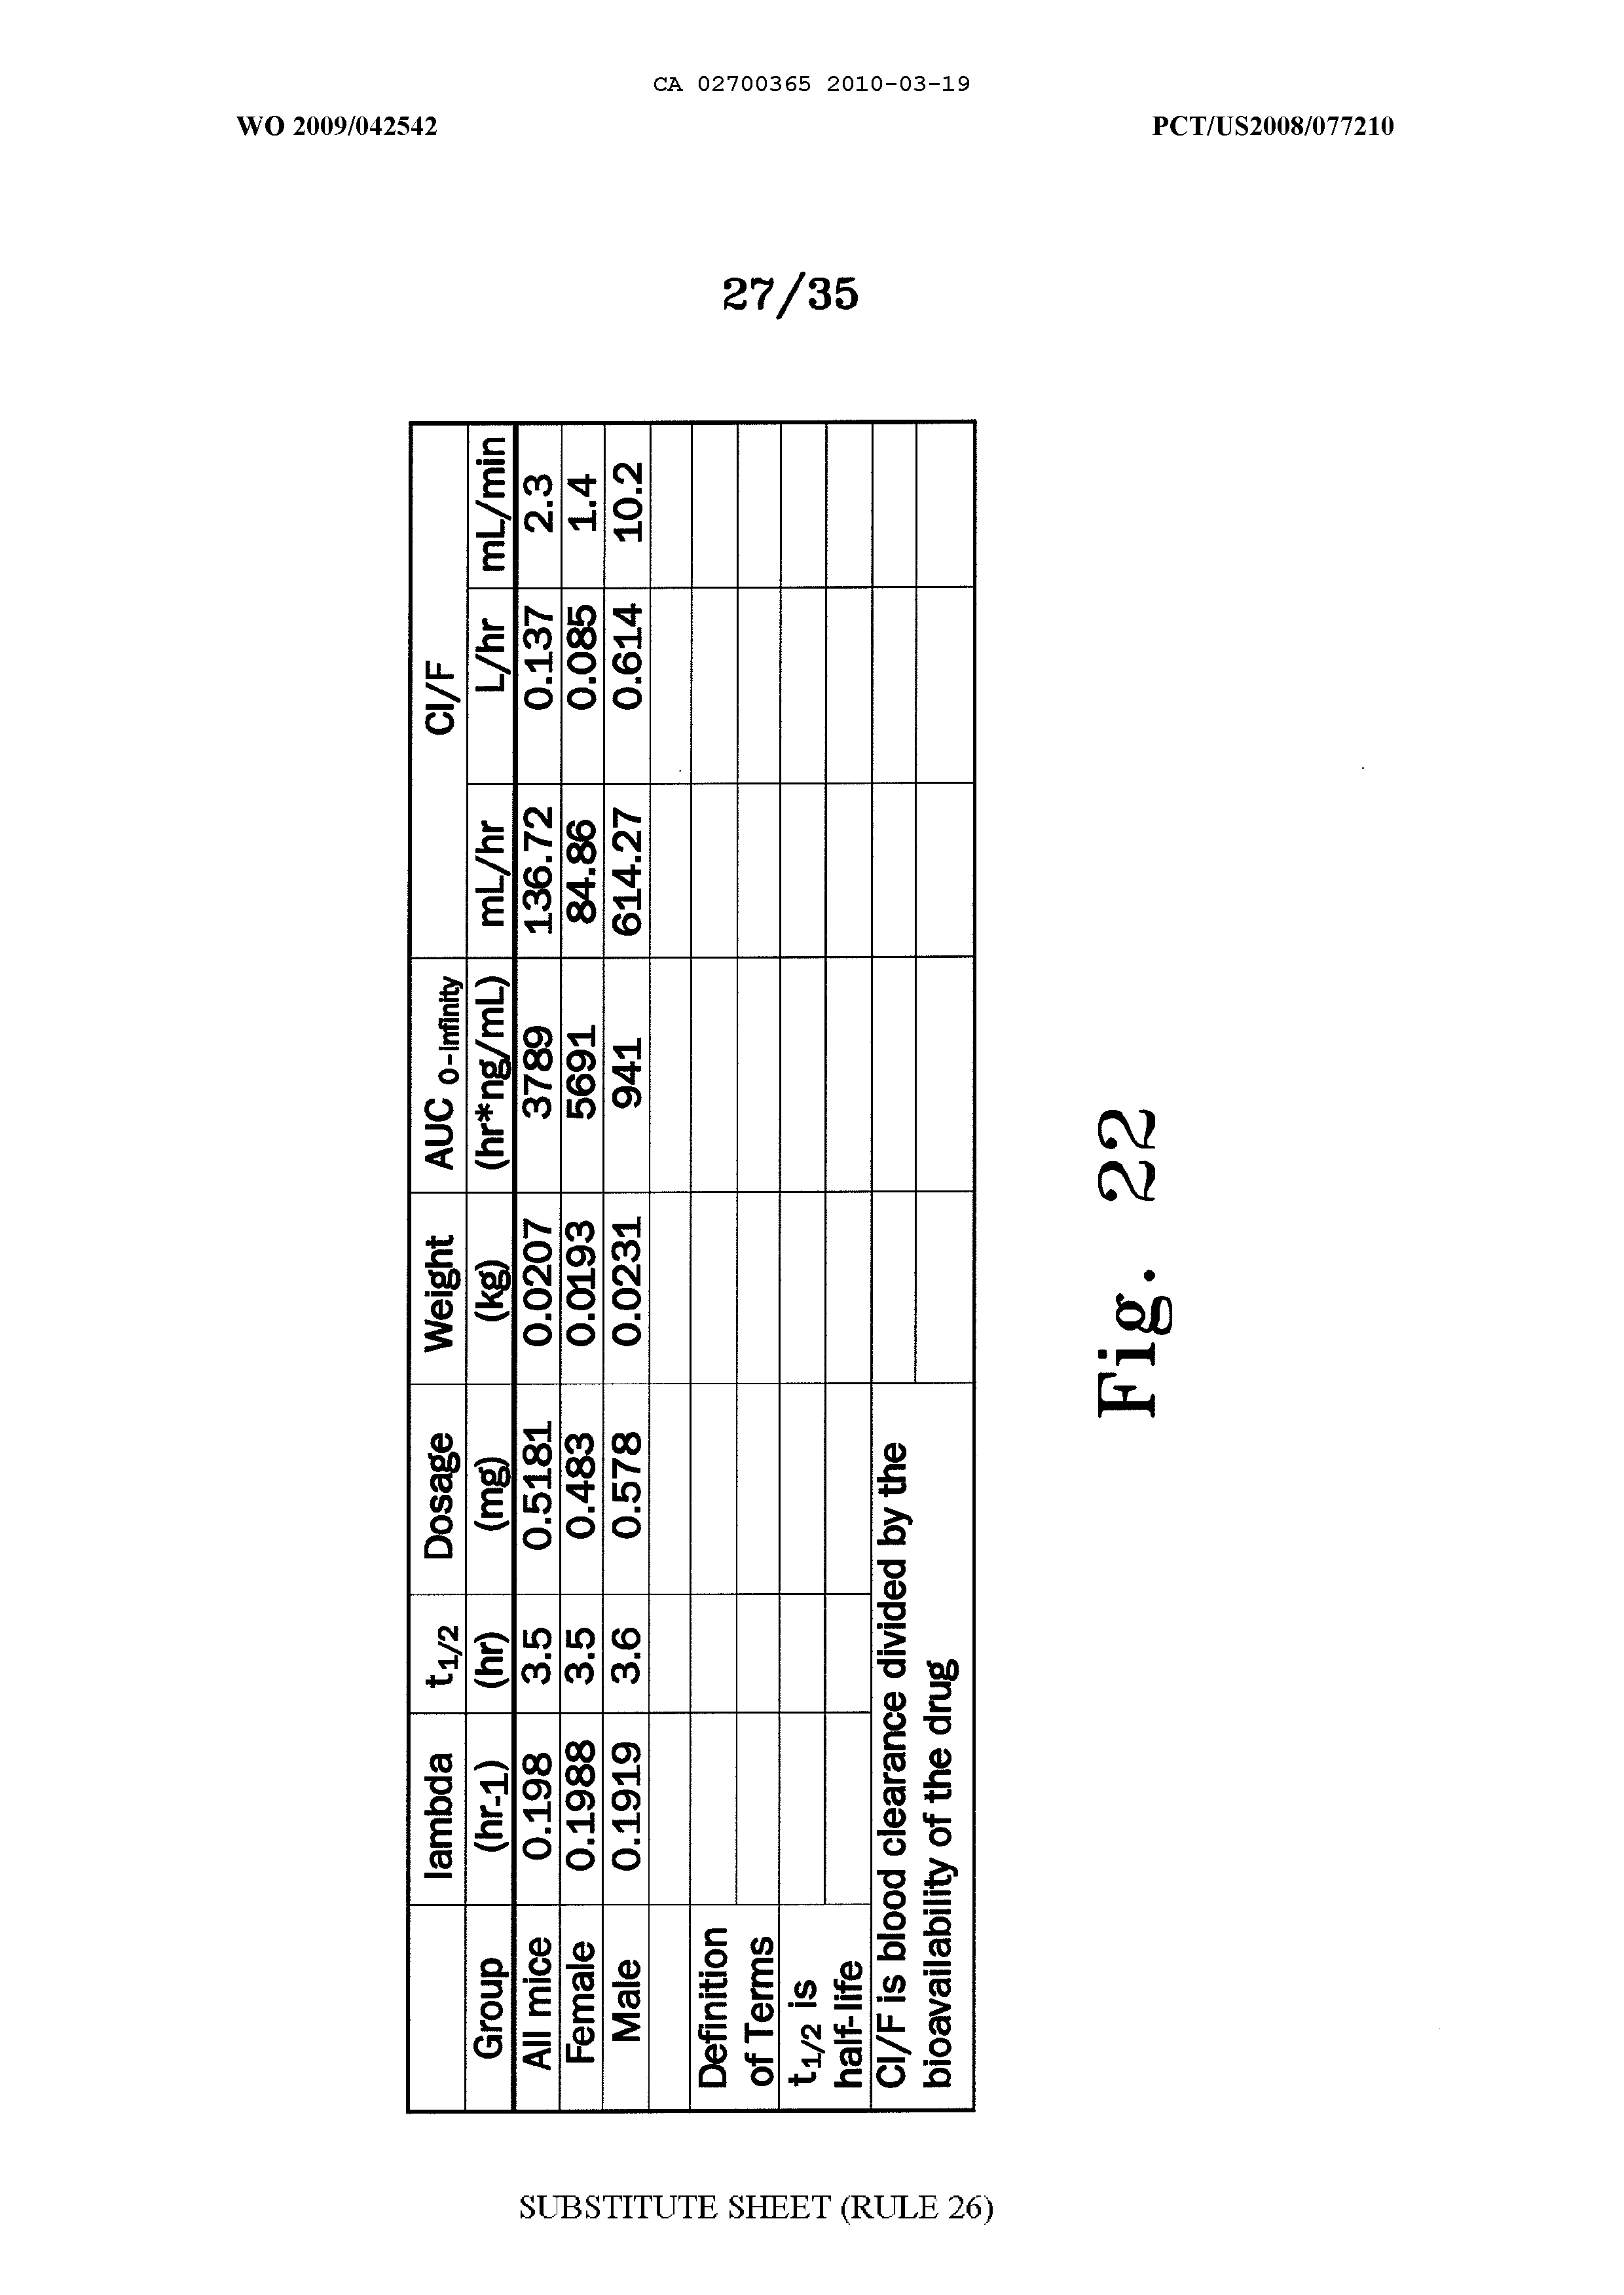 CA 02700365 2010-03-19
WO 2009/042542 PCT/US2008/077210
27/35
lambda t1/2 Dosage Weight AUC 0-infinity Cl/F
Group (hr-1) (hr) (mg) (kg) (hr*ng/mL) mL/hr L/hr mL/min
All mice 0.198 3.5 0.5181 0.0207 3789 136.72 0.137 2.3
Female 0.1988 3.5 0.483 0.0193 5691 84.86 0.085 1.4
Male 0.1919 3.6 0.578 0.0231 941 614.27 0.614 10.2
Definition
of Terms
t1/2 is
half-life
Cl/F is blood clearance divided by the
bioavailability of the drug
Fig. 22
SUBSTITUTE SHEET (RULE 26)